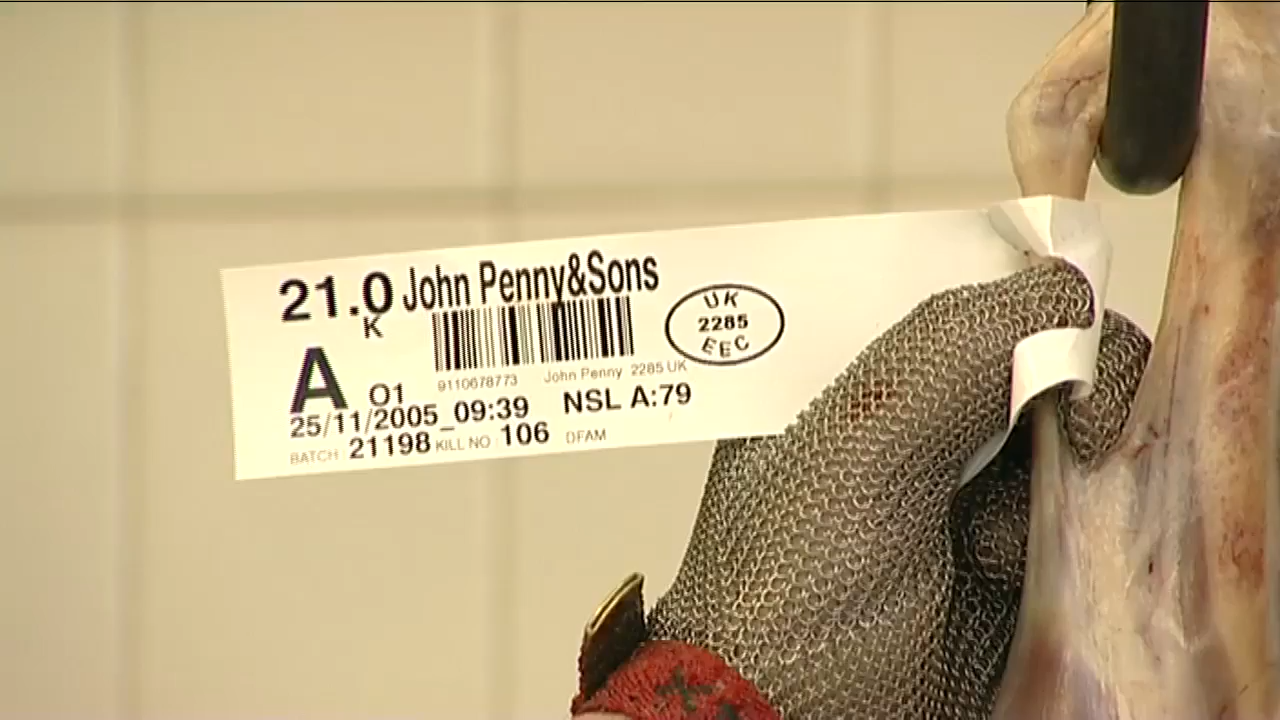 21.0 John Penny&Sons
K
UK
2285
EEC
9110678773 John Penny 2285 UK
A 01
25/11/2005_09:39 NSL A:79
BATCH 21198 KILL NO: 106 DFAM